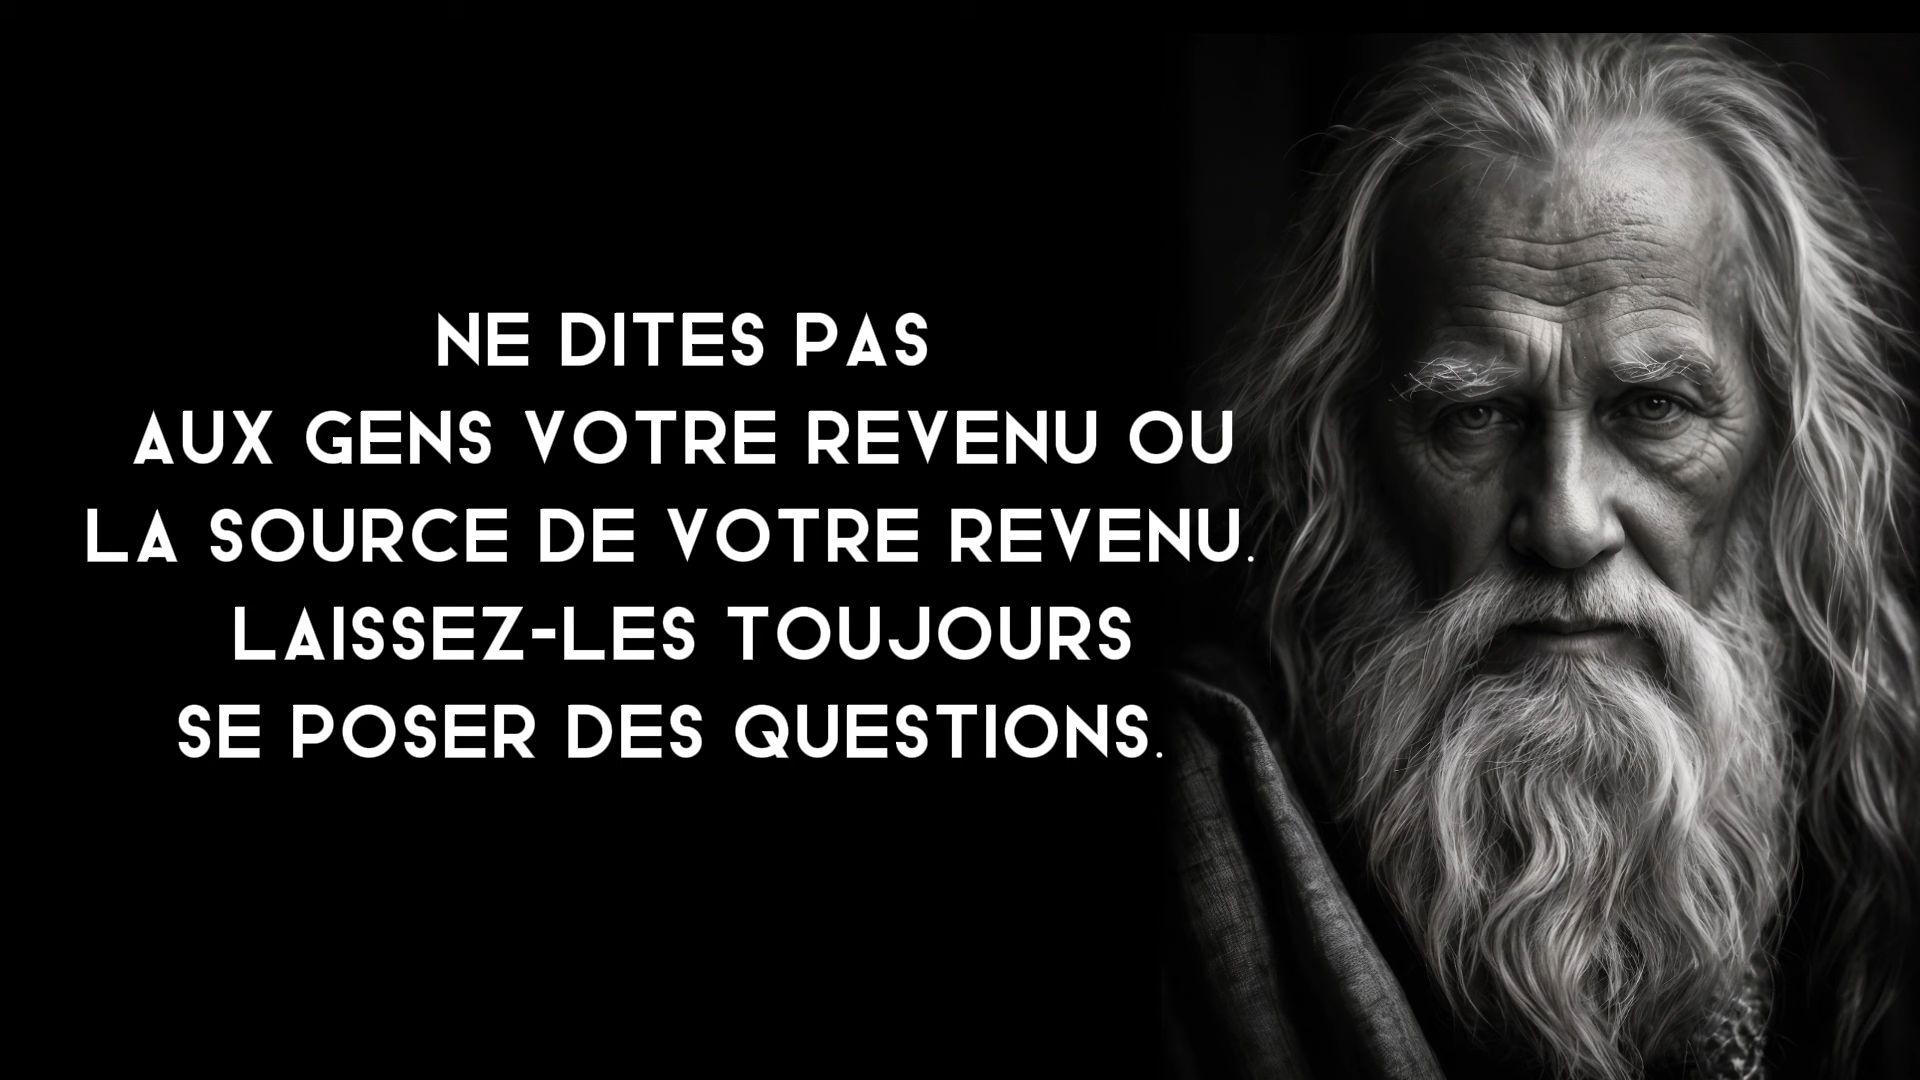 NE DITES PAS
AUX GENS VOTRE REVENU OU
LA SOURCE DE VOTRE REVENU.
LAISSEZ-LES TOUJOURS
SE POSER DES QUESTIONS.